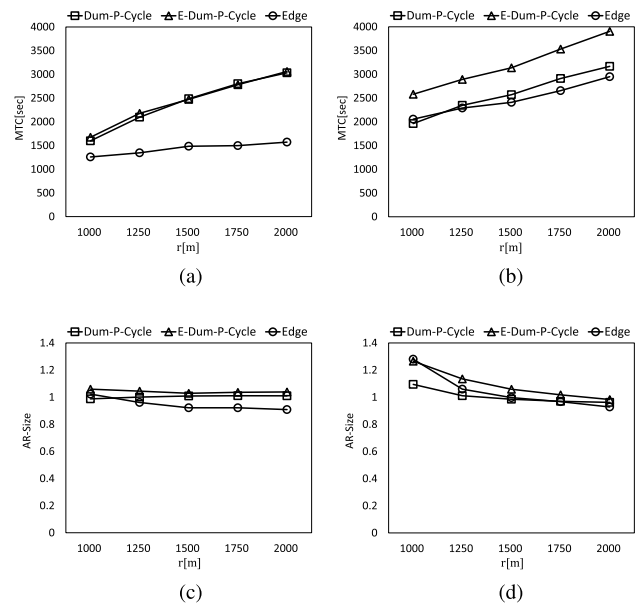 Dum-P-Cycle E-Dum-P-Cycle Edge
4000
3500
3000
2500
2000
1500
1000
500
0
MTC[sec]
1000 1250 1500 1750 2000
r[m]
(a)
Dum-P-Cycle E-Dum-P-Cycle Edge
4000
3500
3000
2500
2000
1500
1000
500
0
MTC[sec]
1000 1250 1500 1750 2000
r[m]
(b)
Dum-P-Cycle E-Dum-P-Cycle Edge
1.4
1.2
1
0.8
0.6
0.4
0.2
0
AR-Size
1000 1250 1500 1750 2000
r[m]
(c)
Dum-P-Cycle E-Dum-P-Cycle Edge
1.4
1.2
1
0.8
0.6
0.4
0.2
0
AR-Size
1000 1250 1500 1750 2000
r[m]
(d)